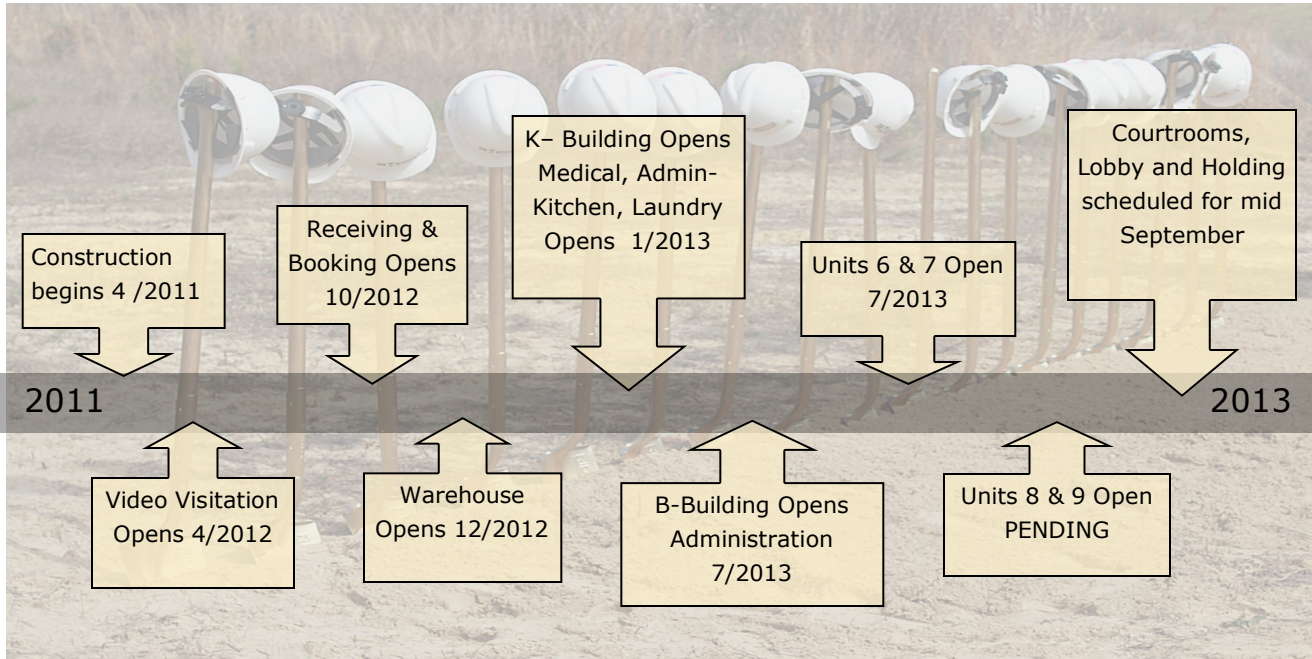 Construction
begins 4 /2011
Receiving &
Booking Opens
10/2012
K– Building Opens
Medical, Admin-
Kitchen, Laundry
Opens  1/2013
Units 6 & 7 Open
7/2013
Courtrooms,
Lobby and Holding
scheduled for mid
September
2011
2013
Video Visitation
Opens 4/2012
Warehouse
Opens 12/2012
B-Building Opens
Administration
7/2013
Units 8 & 9 Open
PENDING